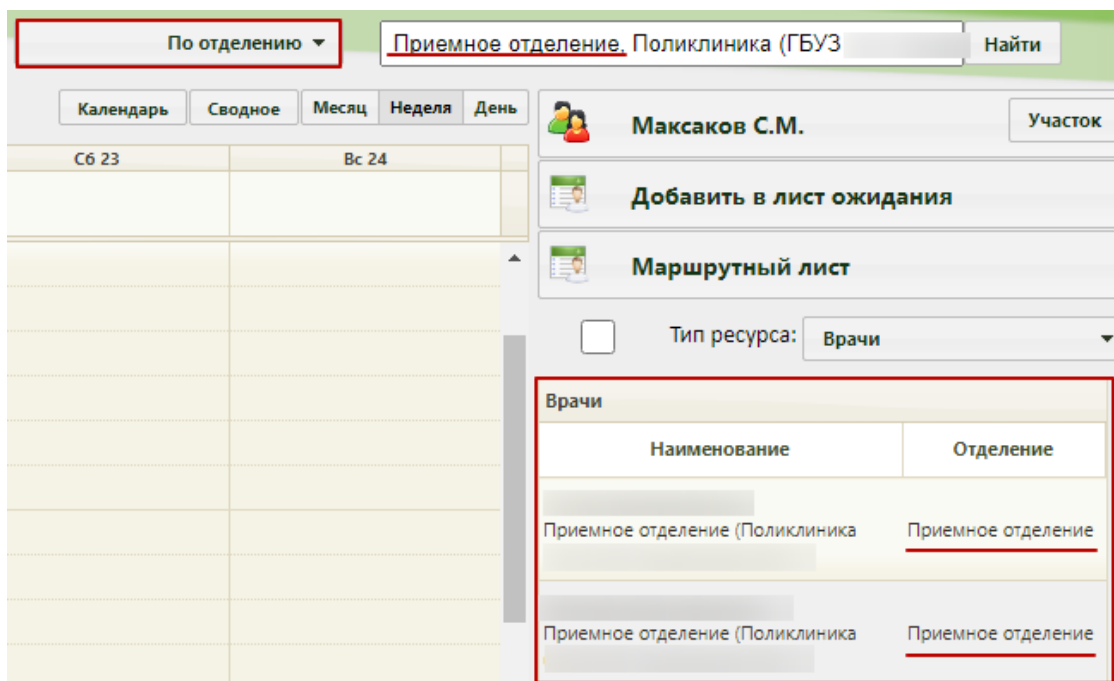 По отделению
Приемное отделение, Поликлиника (ГБУЗ
Найти
Календарь Сводное Месяц Неделя День
Сб 23 Вс 24
Максаков С.М. Участок
Добавить в лист ожидания
Маршрутный лист
Тип ресурса: Врачи
Врачи
Наименование Отделение
Приемное отделение (Поликлиника Приемное отделение
Приемное отделение (Поликлиника Приемное отделение